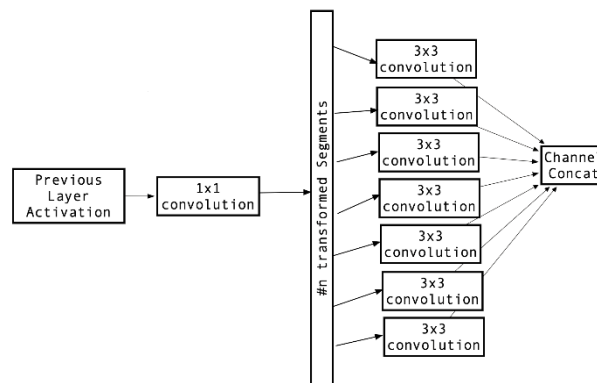 Previous
Layer
Activation
1x1
convolution
#n transformed Segments
3x3
convolution
3x3
convolution
3x3
convolution
3x3
convolution
3x3
convolution
3x3
convolution
3x3
convolution
Channel
Concat